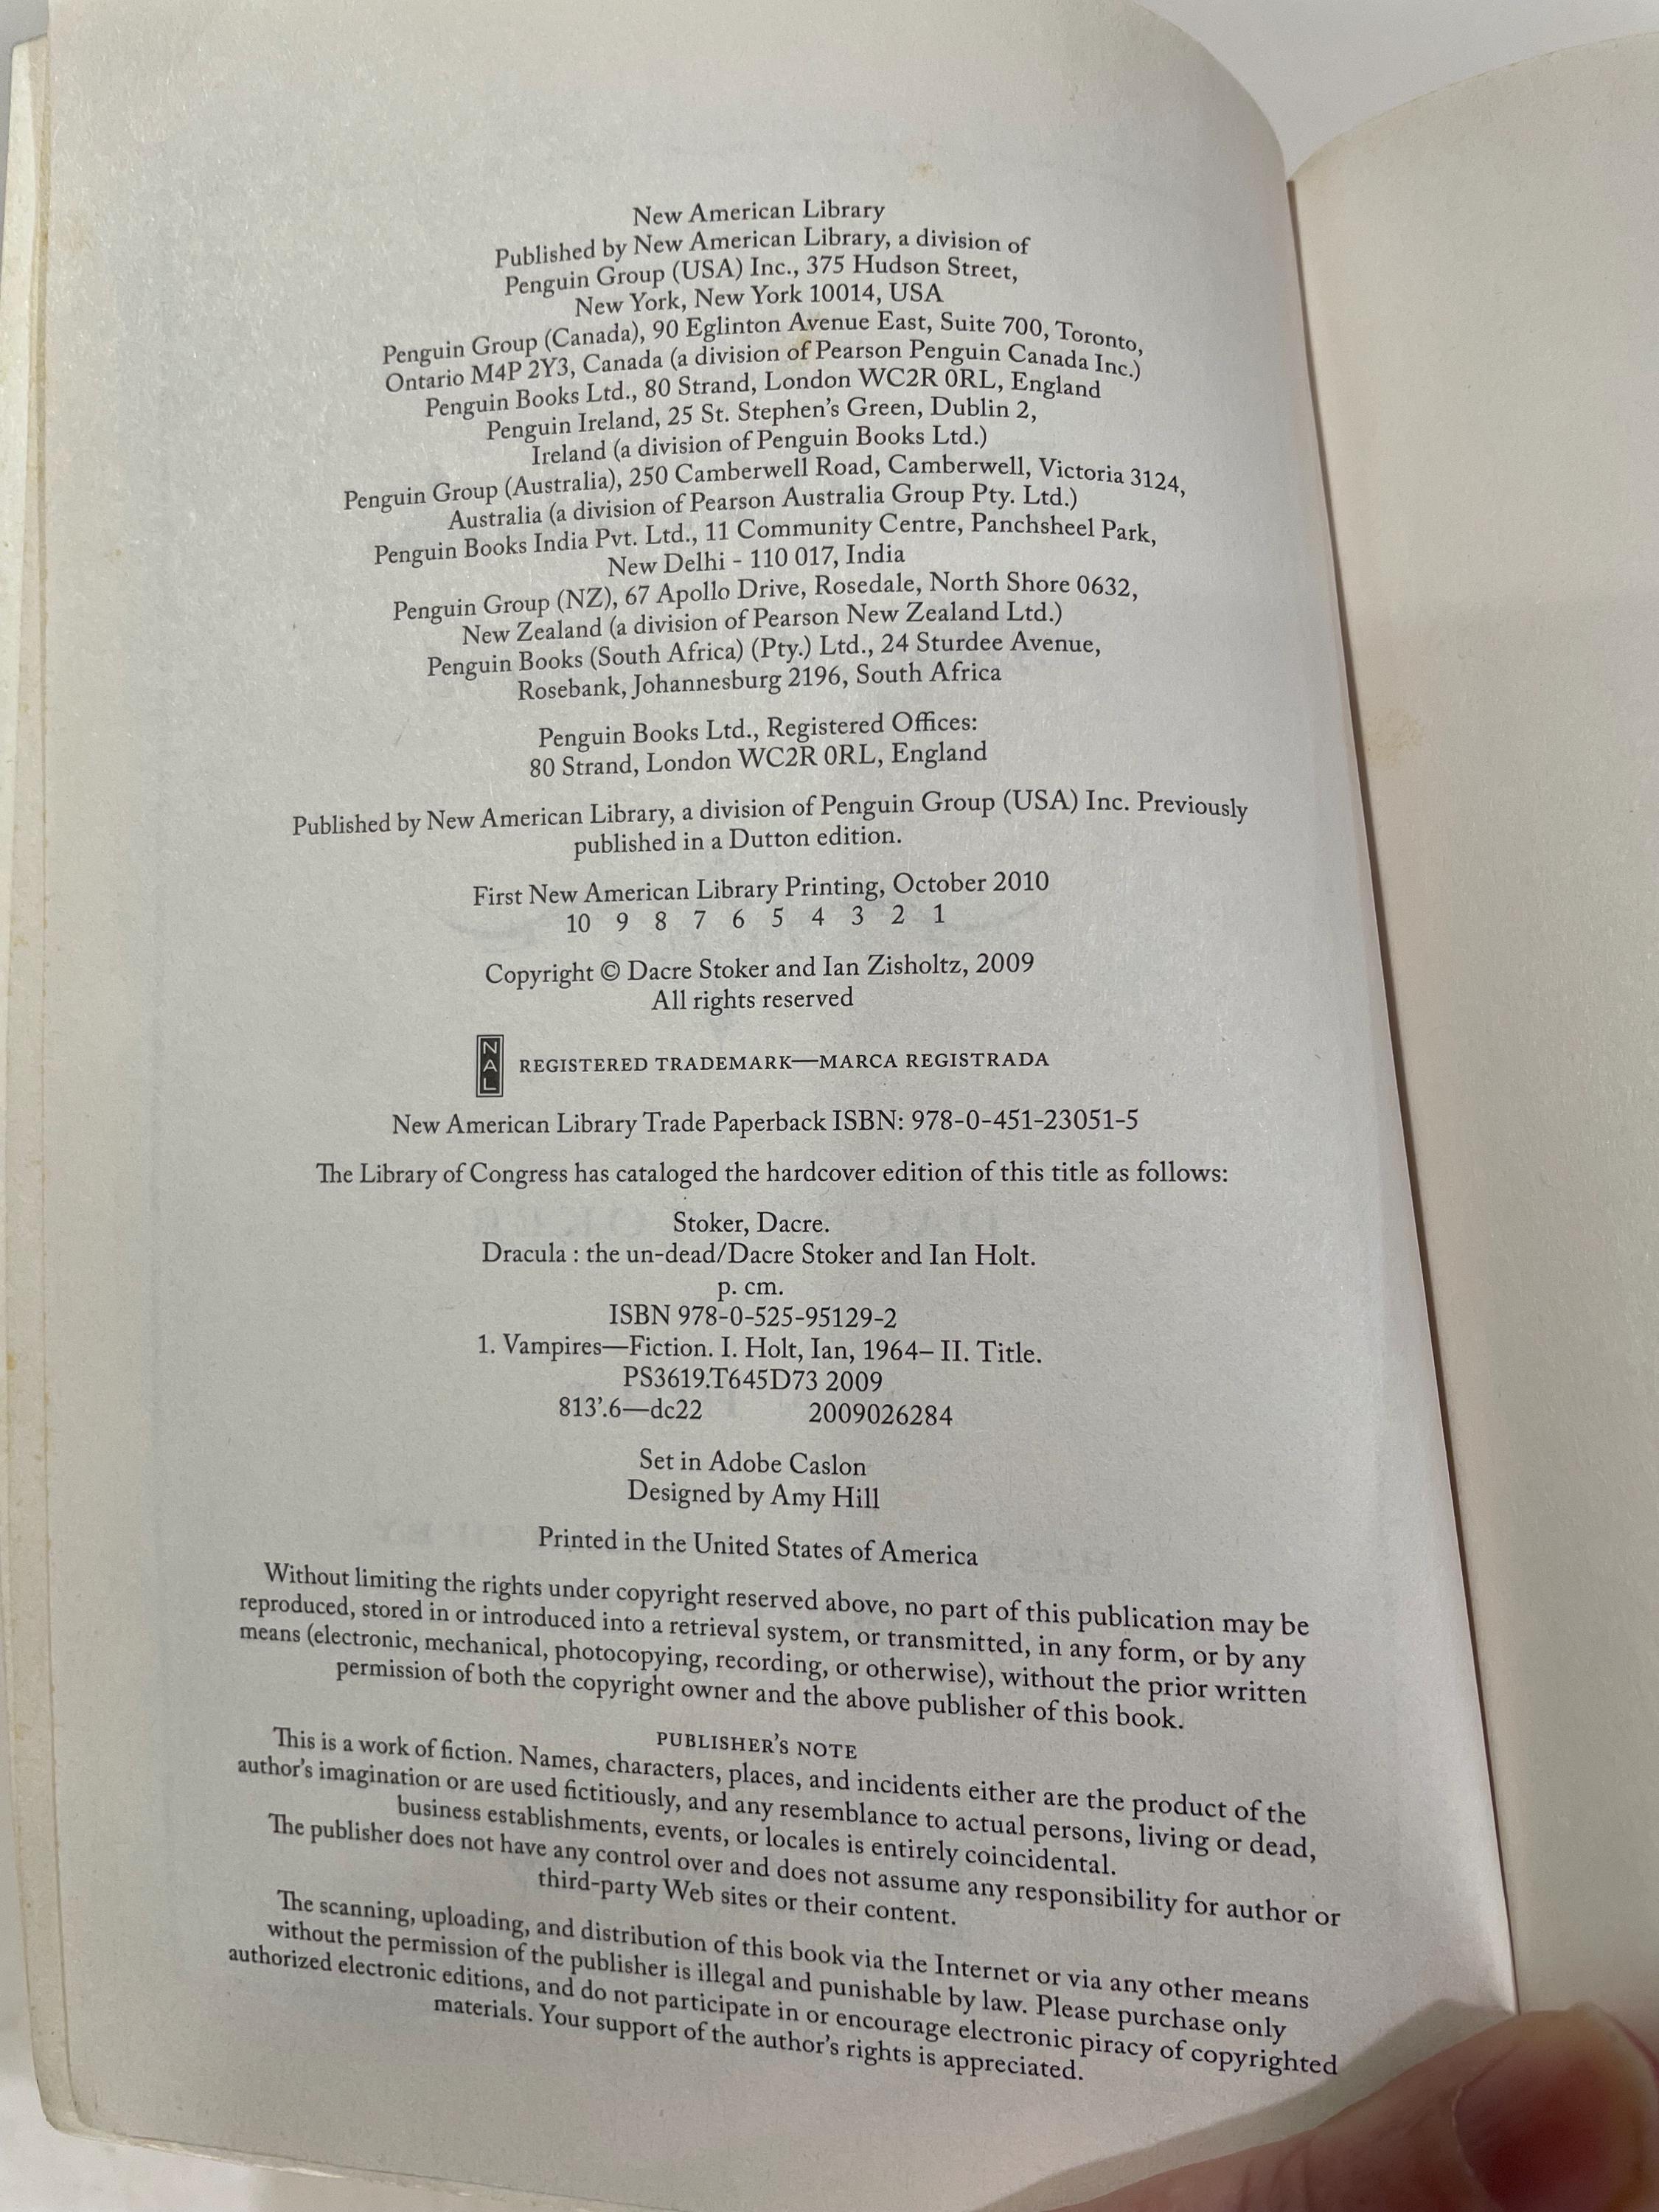 New American Library
Published by New American Library, a division of
Penguin Group (USA) Inc., 375 Hudson Street,
New York, New York 10014, USA
Penguin Group (Canada), 90 Eglinton Avenue East, Suite 700, Toronto,
Ontario M4P 2Y3, Canada (a division of Pearson Penguin Canada Inc.)
Penguin Books Ltd., 80 Strand, London WC2R 0RL, England
Penguin Ireland, 25 St. Stephen's Green, Dublin 2,
Ireland (a division of Penguin Books Ltd.)
Penguin Group (Australia), 250 Camberwell Road, Camberwell, Victoria 3124,
Australia (a division of Pearson Australia Group Pty. Ltd.)
Penguin Books India Pvt. Ltd., 11 Community Centre, Panchsheel Park,
New Delhi - 110 017, India
Penguin Group (NZ), 67 Apollo Drive, Rosedale, North Shore 0632,
New Zealand (a division of Pearson New Zealand Ltd.)
Penguin Books (South Africa) (Pty.) Ltd., 24 Sturdee Avenue,
Rosebank, Johannesburg 2196, South Africa
Penguin Books Ltd., Registered Offices:
80 Strand, London WC2R 0RL, England
Published by New American Library, a division of Penguin Group (USA) Inc. Previously
published in a Dutton edition.
First New American Library Printing, October 2010
10 9 8 7 6 5 4 3 2 1
Copyright © Dacre Stoker and Ian Zisholtz, 2009
All rights reserved
NAL REGISTERED TRADEMARK—MARCA REGISTRADA
New American Library Trade Paperback ISBN: 978-0-451-23051-5
The Library of Congress has cataloged the hardcover edition of this title as follows:
Stoker, Dacre.
Dracula : the un-dead/Dacre Stoker and Ian Holt.
p. cm.
ISBN 978-0-525-95129-2
1. Vampires—Fiction. I. Holt, Ian, 1964– II. Title.
PS3619.T645D73 2009
813'.6—dc22 2009026284
Set in Adobe Caslon
Designed by Amy Hill
Printed in the United States of America
Without limiting the rights under copyright reserved above, no part of this publication may be
reproduced, stored in or introduced into a retrieval system, or transmitted, in any form, or by any
means (electronic, mechanical, photocopying, recording, or otherwise), without the prior written
permission of both the copyright owner and the above publisher of this book.
PUBLISHER'S NOTE
This is a work of fiction. Names, characters, places, and incidents either are the product of the
author's imagination or are used fictitiously, and any resemblance to actual persons, living or dead,
business establishments, events, or locales is entirely coincidental.
The publisher does not have any control over and does not assume any responsibility for author or
third-party Web sites or their content.
The scanning, uploading, and distribution of this book via the Internet or via any other means
without the permission of the publisher is illegal and punishable by law. Please purchase only
authorized electronic editions, and do not participate in or encourage electronic piracy of copyrighted
materials. Your support of the author's rights is appreciated.